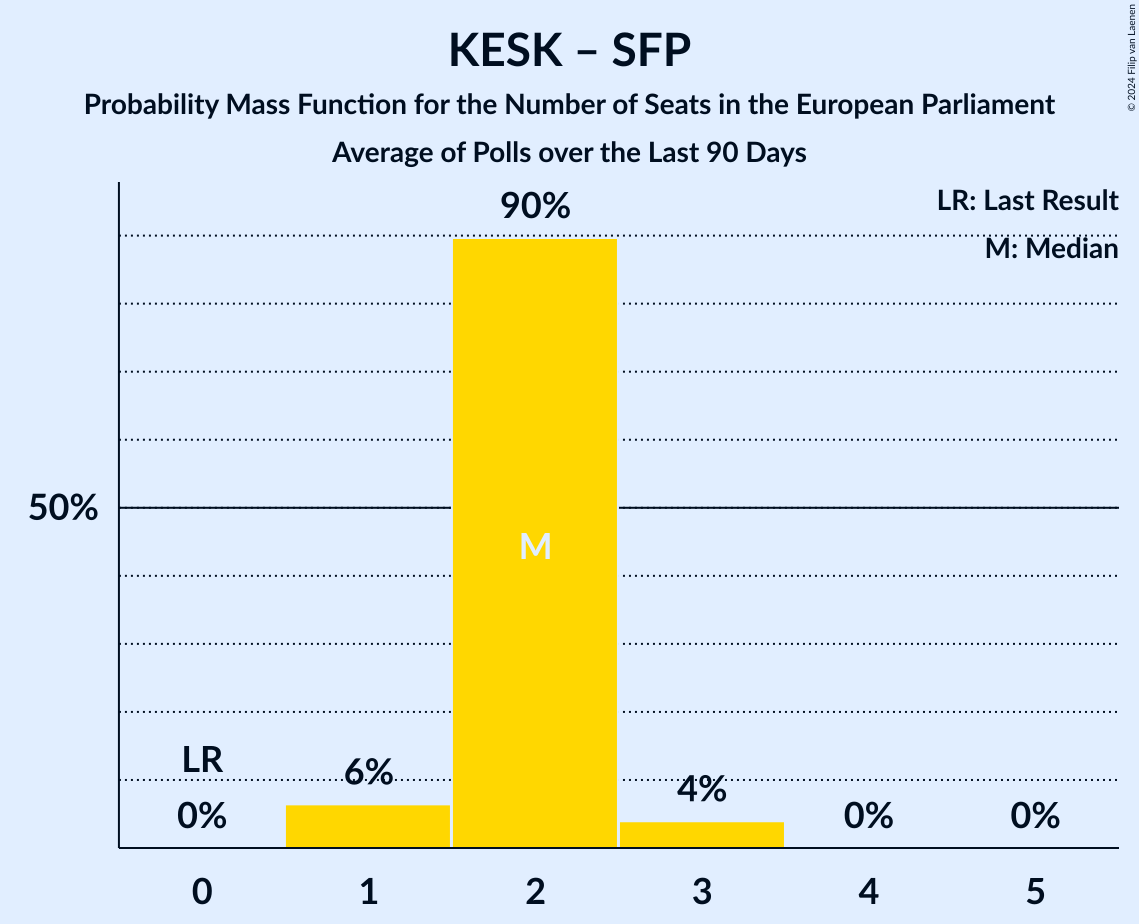 KESK – SFP
Probability Mass Function for the Number of Seats in the European Parliament
Average of Polls over the Last 90 Days
© 2024 Filip van Laenen
LR: Last Result
M: Median
90%
50%
M
LR
0%
6%
4%
0%
0%
0
1
2
3
4
5